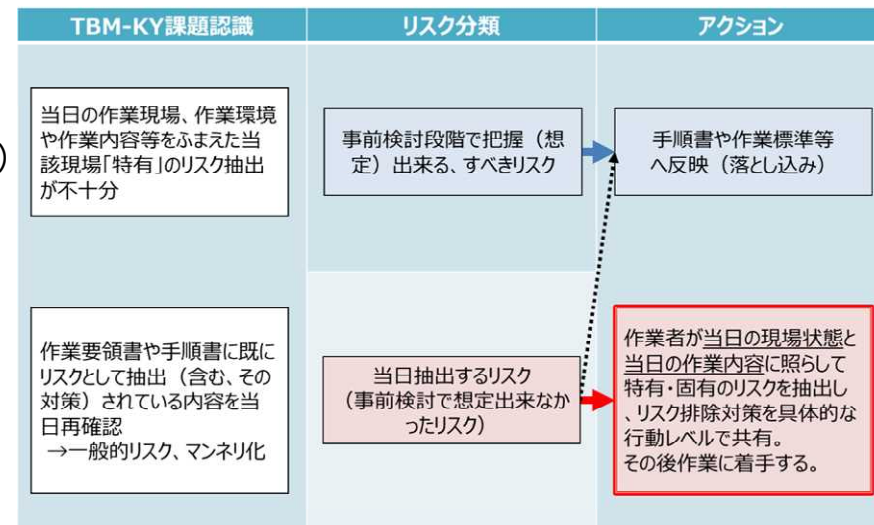 TBM-KY課題認識
リスク分類
アクション
当日の作業現場、作業環境
や作業内容等をふまえた当
該現場「特有」のリスク抽出
が不十分
事前検討段階で把握（想
定）出来る、すべきリスク
手順書や作業標準等
へ反映（落とし込み）
作業要領書や手順書に既に
リスクとして抽出（含む、その
対策）されている内容を当
日再確認
→一般的リスク、マンネリ化
当日抽出するリスク
（事前検討で想定出来なか
ったリスク）
作業者が当日の現場状態と
当日の作業内容に照らして
特有・固有のリスクを抽出し
、リスク排除対策を具体的な
行動レベルで共有。
その後作業に着手する。
）